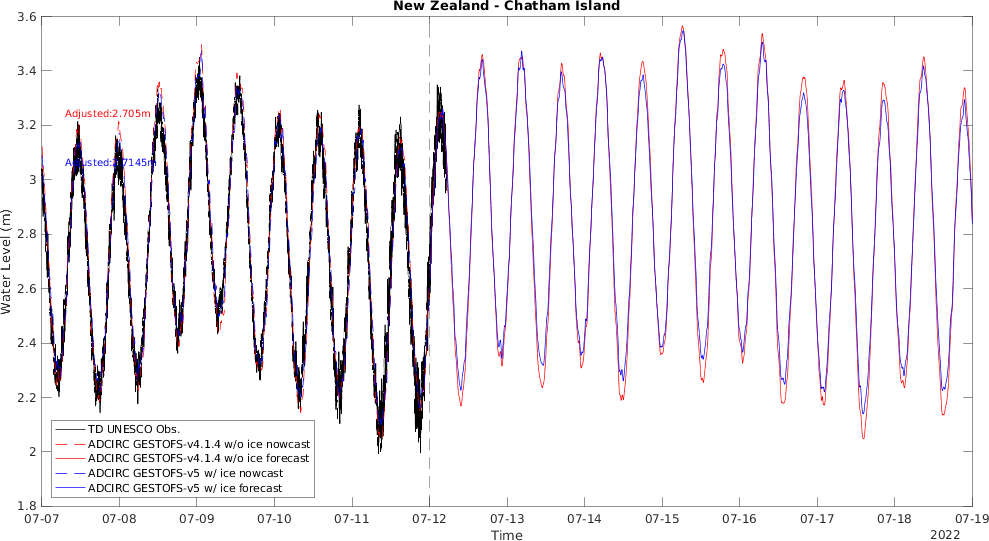 New Zealand - Chatham Island
3.6
3.4
3.2
3
2.8
2.6
2.4
2.2
2
1.8
Water Level (m)
Adjusted:2.705m
Adjusted:2.7145m
TD UNESCO Obs.
ADCIRC GESTOFS-v4.1.4 w/o ice nowcast
ADCIRC GESTOFS-v4.1.4 w/o ice forecast
ADCIRC GESTOFS-v5 w/ ice nowcast
ADCIRC GESTOFS-v5 w/ ice forecast
07-07 07-08 07-09 07-10 07-11 07-12 07-13 07-14 07-15 07-16 07-17 07-18 07-19
Time
2022